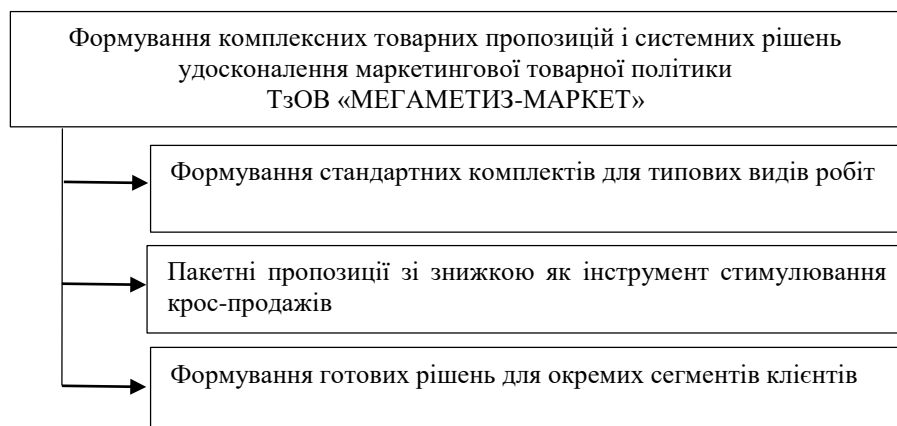 Формування комплексних товарних пропозицій і системних рішень
удосконалення маркетингової товарної політики
ТзОВ «МЕГАМЕТИЗ-МАРКЕТ»
Формування стандартних комплектів для типових видів робіт
Пакетні пропозиції зі знижкою як інструмент стимулювання
крос-продажів
Формування готових рішень для окремих сегментів клієнтів